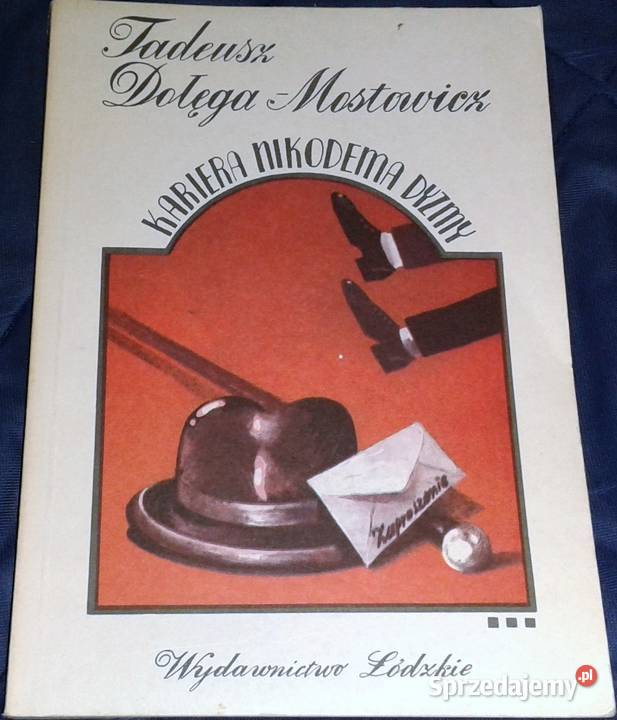 Tadeusz
Dołęga-Mostowicz
KARIERA NIKODEMA DYZMY
Zaproszenie
Wydawnictwo Łódzkie
Sprzedajemy.pl